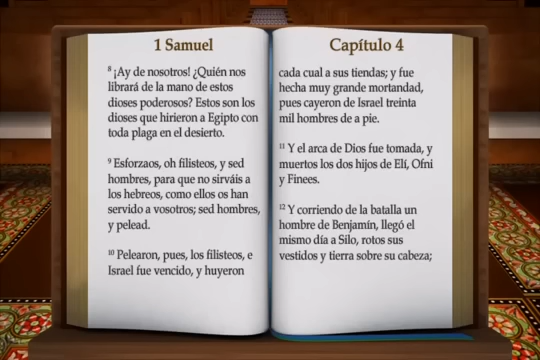 1 Samuel
⁸ ¡Ay de nosotros! ¿Quién nos
librará de la mano de estos
dioses poderosos? Estos son los
dioses que hirieron a Egipto con
toda plaga en el desierto.
⁹ Esforzaos, oh filisteos, y sed
hombres, para que no sirváis a
los hebreos, como ellos os han
servido a vosotros; sed hombres,
y pelead.
¹⁰ Pelearon, pues, los filisteos, e
Israel fue vencido, y huyeron
Capítulo 4
cada cual a sus tiendas; y fue
hecha muy grande mortandad,
pues cayeron de Israel treinta
mil hombres de a pie.
¹¹ Y el arca de Dios fue tomada, y
muertos los dos hijos de Elí, Ofni
y Finees.
¹² Y corriendo de la batalla un
hombre de Benjamín, llegó el
mismo día a Silo, rotos sus
vestidos y tierra sobre su cabeza;